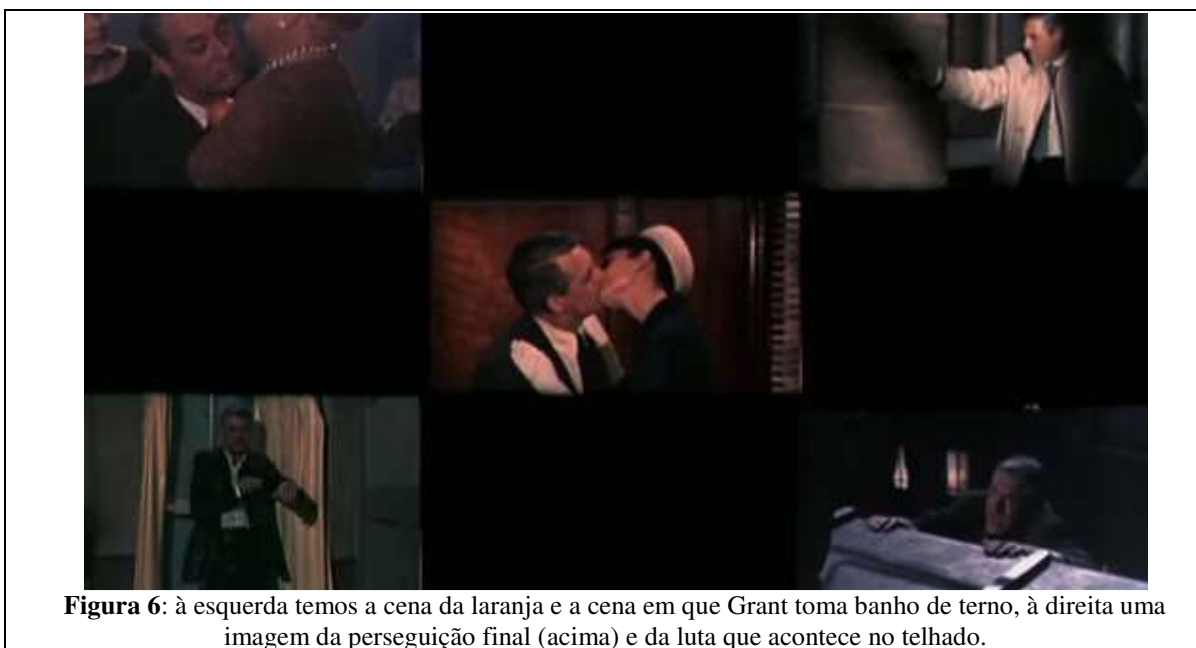 Figura 6: à esquerda temos a cena da laranja e a cena em que Grant toma banho de terno, à direita uma
imagem da perseguição final (acima) e da luta que acontece no telhado.